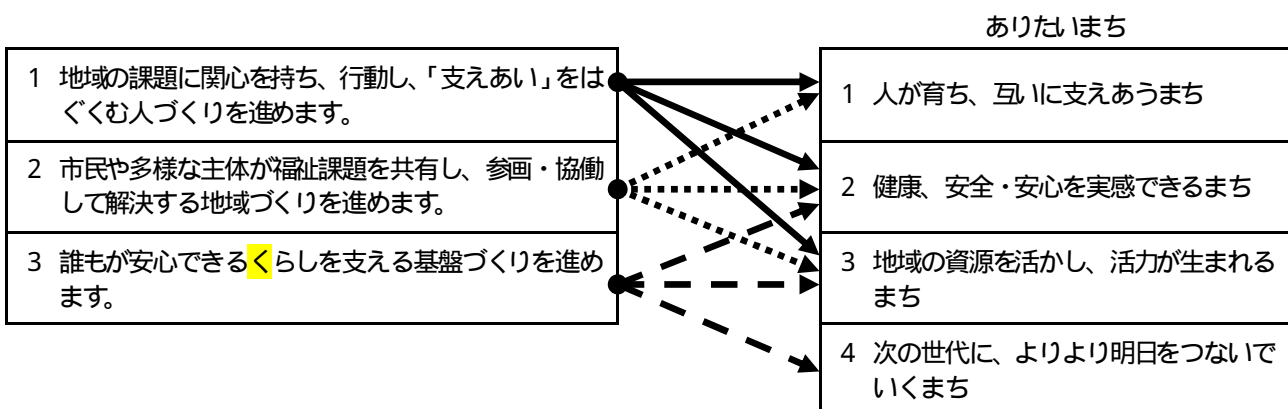 ありたいまち
1 地域の課題に関心を持ち、行動し、「支えあい」をは
ぐくむ人づくりを進めます。
2 市民や多様な主体が福祉課題を共有し、参画・協働
して解決する地域づくりを進めます。
3 誰もが安心できるくらしを支える基盤づくりを進め
ます。
1 人が育ち、互いに支えあうまち
2 健康、安全・安心を実感できるまち
3 地域の資源を活かし、活力が生まれる
まち
4 次の世代に、よりより明日をつないで
いくまち